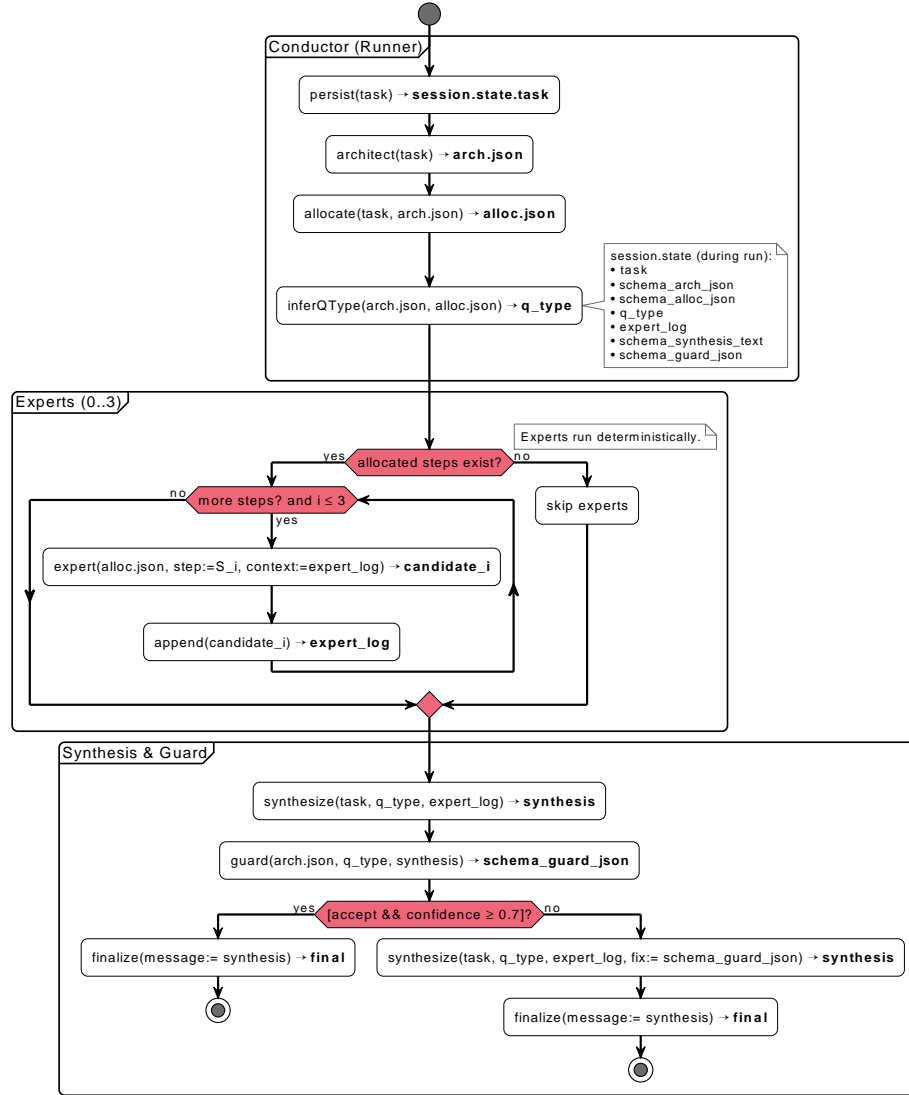 Conductor (Runner)
persist(task) → session.state.task
architect(task) → arch.json
allocate(task, arch.json) → alloc.json
inferQType(arch.json, alloc.json) → q_type
session.state (during run):
• task
• schema_arch_json
• schema_alloc_json
• q_type
• expert_log
• schema_synthesis_text
• schema_guard_json
Experts (0..3)
Experts run deterministically.
yes
allocated steps exist?
no
no
more steps? and i ≤ 3
yes
skip experts
expert(alloc.json, step:=S_i, context:=expert_log) → candidate_i
append(candidate_i) → expert_log
Synthesis & Guard
synthesize(task, q_type, expert_log) → synthesis
guard(arch.json, q_type, synthesis) → schema_guard_json
yes
[accept && confidence ≥ 0.7]?
no
finalize(message:= synthesis) → final
synthesize(task, q_type, expert_log, fix:= schema_guard_json) → synthesis
finalize(message:= synthesis) → final